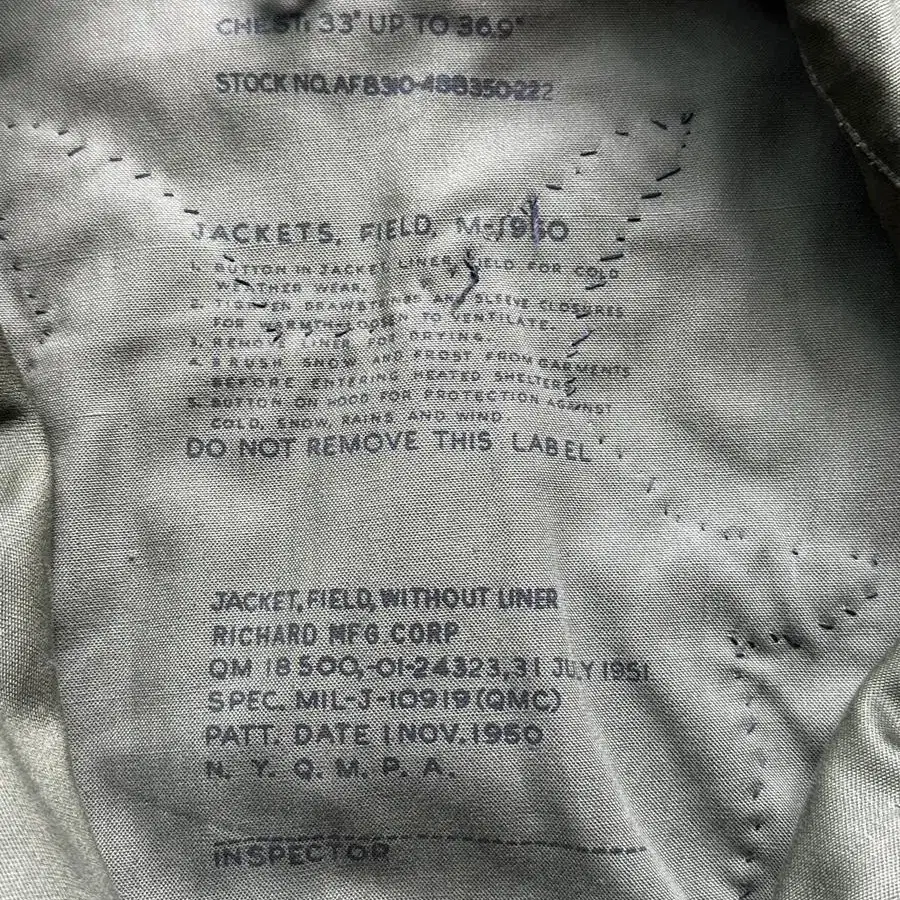 CHEST: 33" UP TO 36.9"
STOCK NO. AF8310-488350-222
JACKETS, FIELD, M-1950
1. BUTTON IN JACKET LINER, FIELD FOR COLD
WEATHER WEAR.
2. TIGHTEN DRAWSTRINGS AND SLEEVE CLOSURES
FOR WARMTH-LOOSEN TO VENTILATE.
3. REMOVE LINER FOR DRYING.
4. BRUSH SNOW AND FROST FROM GARMENTS
BEFORE ENTERING HEATED SHELTERS
5. BUTTON ON HOOD FOR PROTECTION AGAINST
COLD, SNOW, RAINS AND WIND
DO NOT REMOVE THIS LABEL
JACKET, FIELD, WITHOUT LINER
RICHARD MFG CORP
QM 18500,-01-24323, 31 JULY 1951
SPEC. MIL-J-10919 (QMC)
PATT. DATE 1 NOV. 1950
N. Y. Q. M. P. A.
INSPECTOR